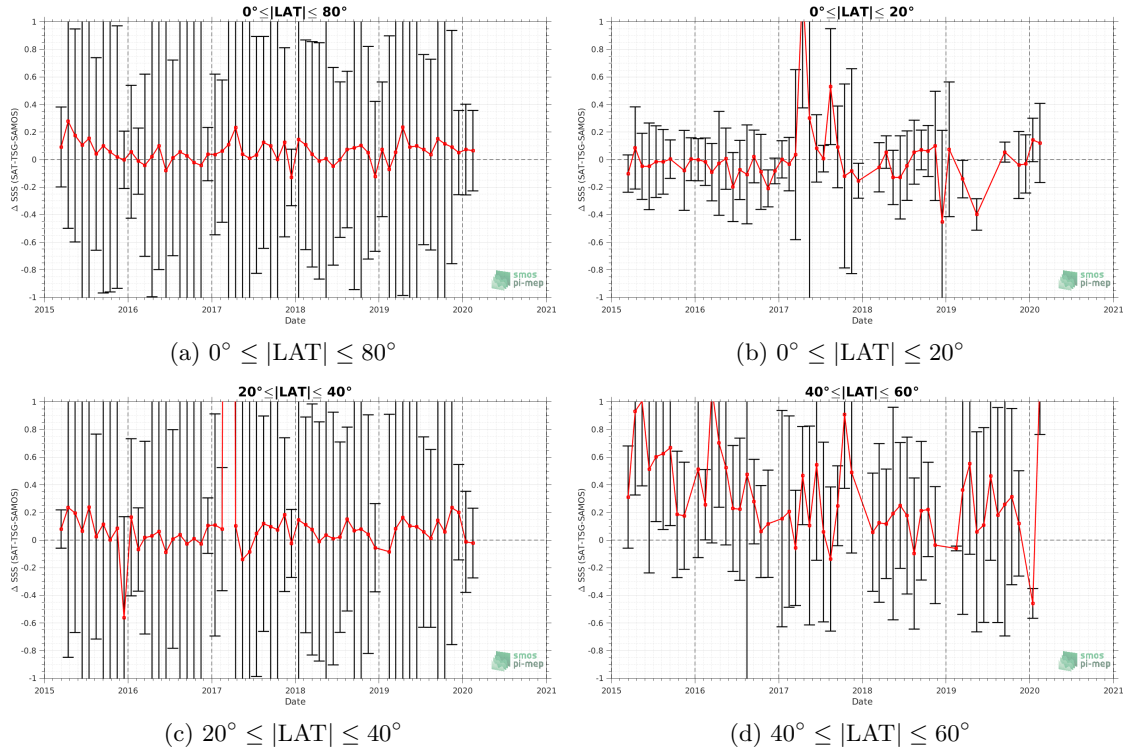 0°≤|LAT|≤ 80°
Δ SSS (SAT-TSG-SAMOS)
1
0.8
0.6
0.4
0.2
0
-0.2
-0.4
-0.6
-0.8
-1
2015 2016 2017 2018 2019 2020 2021
Date
smos
pi-mep
(a) 0° ≤ |LAT| ≤ 80°
0°≤|LAT|≤ 20°
Δ SSS (SAT-TSG-SAMOS)
1
0.8
0.6
0.4
0.2
0
-0.2
-0.4
-0.6
-0.8
-1
2015 2016 2017 2018 2019 2020 2021
Date
smos
pi-mep
(b) 0° ≤ |LAT| ≤ 20°
20°≤|LAT|≤ 40°
Δ SSS (SAT-TSG-SAMOS)
1
0.8
0.6
0.4
0.2
0
-0.2
-0.4
-0.6
-0.8
-1
2015 2016 2017 2018 2019 2020 2021
Date
smos
pi-mep
(c) 20° ≤ |LAT| ≤ 40°
40°≤|LAT|≤ 60°
Δ SSS (SAT-TSG-SAMOS)
1
0.8
0.6
0.4
0.2
0
-0.2
-0.4
-0.6
-0.8
-1
2015 2016 2017 2018 2019 2020 2021
Date
smos
pi-mep
(d) 40° ≤ |LAT| ≤ 60°